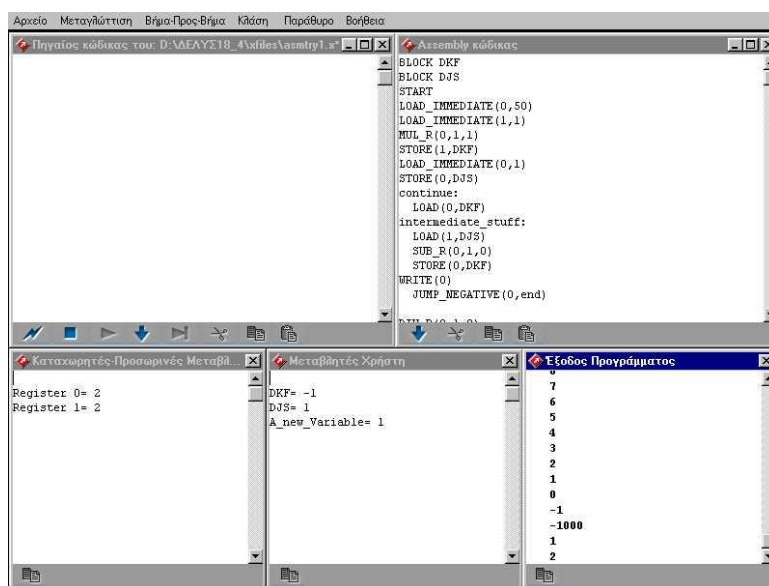 Αρχείο Μεταγλώττιση Βήμα-Προς-Βήμα Κλάση Παράθυρο Βοήθεια
Πηγαίος κώδικας του: D:\ΔΕΛΥΣ18_4\xfiles\asmtry1.x*
Assembly κώδικας
BLOCK DKF
BLOCK DJS
START
LOAD_IMMEDIATE(0,50)
LOAD_IMMEDIATE(1,1)
MUL_R(0,1,1)
STORE(1,DKF)
LOAD_IMMEDIATE(0,1)
STORE(0,DJS)
continue:
LOAD(0,DKF)
intermediate_stuff:
LOAD(1,DJS)
SUB_R(0,1,0)
STORE(0,DKF)
WRITE(0)
JUMP_NEGATIVE(0,end)
Καταχωρητές-Προσωρινές Μεταβλ...
Register 0= 2
Register 1= 2
Μεταβλητές Χρήστη
DKF= -1
DJS= 1
A_new_Variable= 1
Έξοδος Προγράμματος
7
6
5
4
3
2
1
0
-1
-1000
1
2